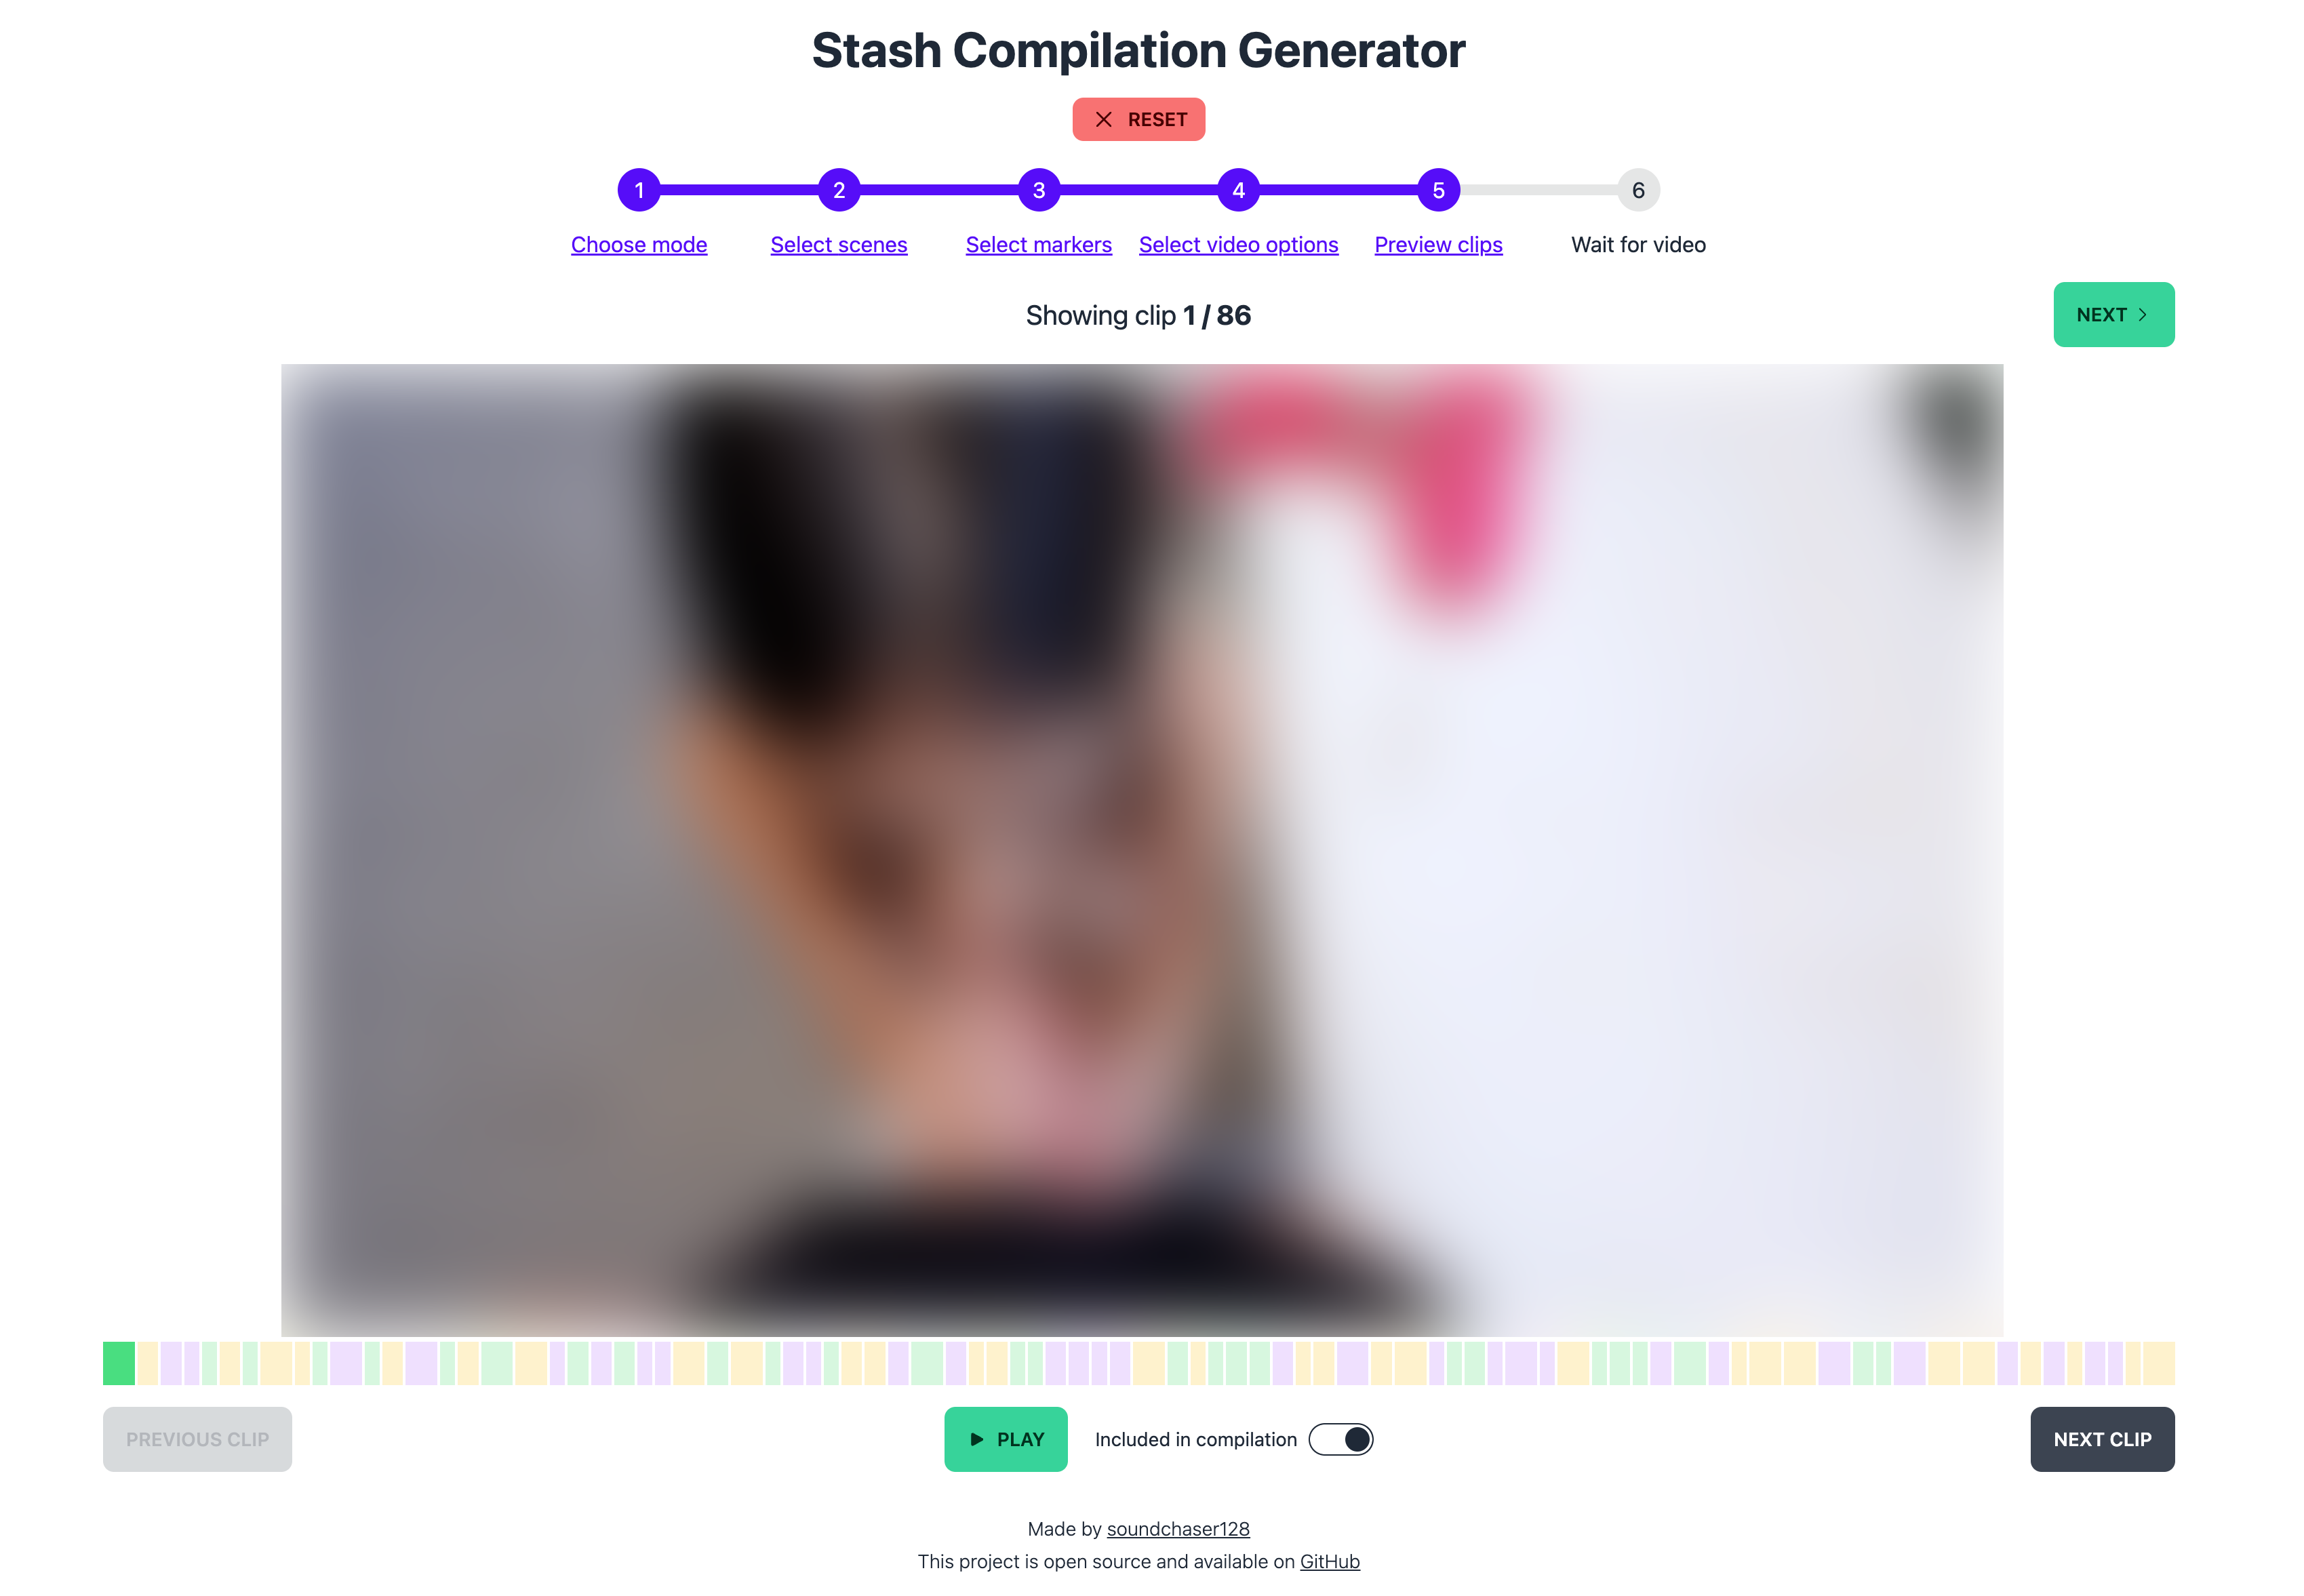 Stash Compilation Generator
RESET
1 2 3 4 5 6
Choose mode Select scenes Select markers Select video options Preview clips Wait for video
Showing clip 1 / 86
NEXT
PREVIOUS CLIP
PLAY
Included in compilation
NEXT CLIP
Made by soundchaser128
This project is open source and available on GitHub